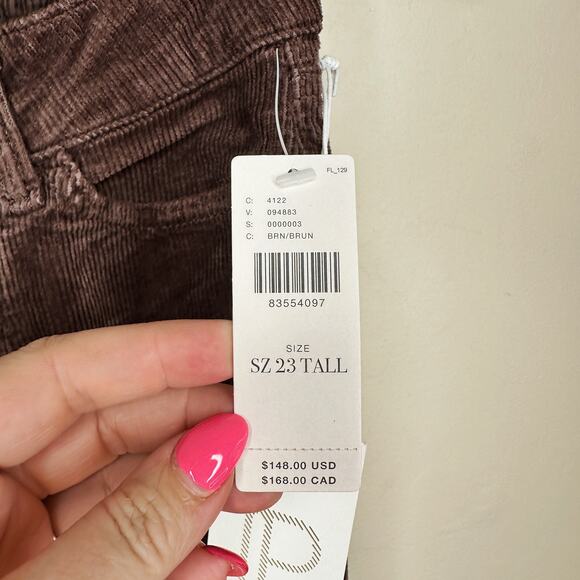 FL_129
C: 4122
V: 094883
S: 0000003
C: BRN/BRUN
83554097
SIZE
SZ 23 TALL
$148.00 USD
$168.00 CAD
P